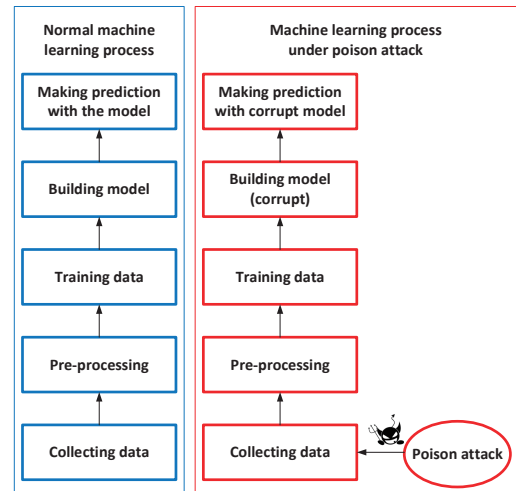 Normal machine
learning process
Making prediction
with the model
Building model
Training data
Pre-processing
Collecting data
Machine learning process
under poison attack
Making prediction
with corrupt model
Building model
(corrupt)
Training data
Pre-processing
Collecting data
Poison attack